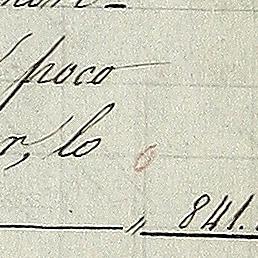 poco
r, lo
„ 841.